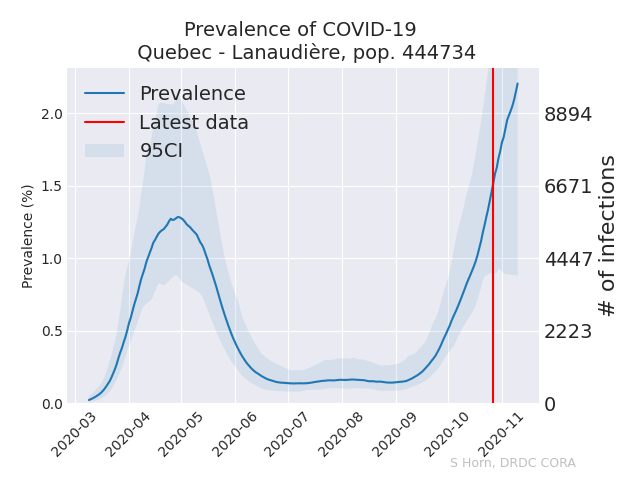 Prevalence of COVID-19
Quebec - Lanaudière, pop. 444734
Prevalence
Latest data
95CI
2.0
1.5
1.0
0.5
0.0
Prevalence (%)
8894
6671
4447
2223
0
# of infections
2020-03
2020-04
2020-05
2020-06
2020-07
2020-08
2020-09
2020-10
2020-11
S Horn, DRDC CORA